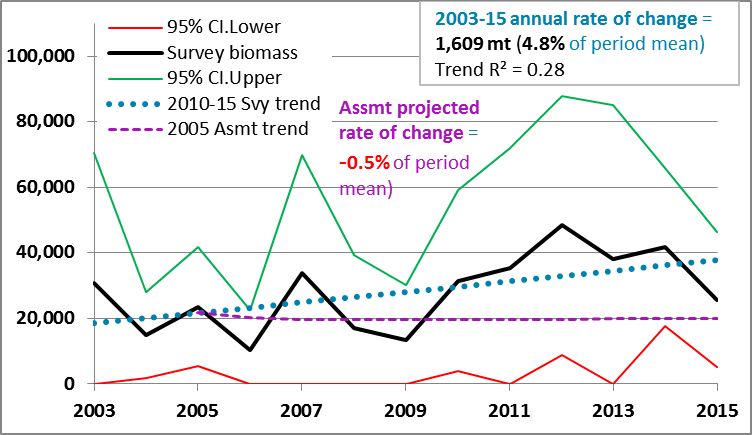 95% CI.Lower
Survey biomass
95% CI.Upper
2010-15 Svy trend
2005 Asmt trend
2003-15 annual rate of change =
1,609 mt (4.8% of period mean)
Trend R² = 0.28
Assmt projected
rate of change =
-0.5% of period
mean)
100,000
80,000
60,000
40,000
20,000
0
2003
2005
2007
2009
2011
2013
2015